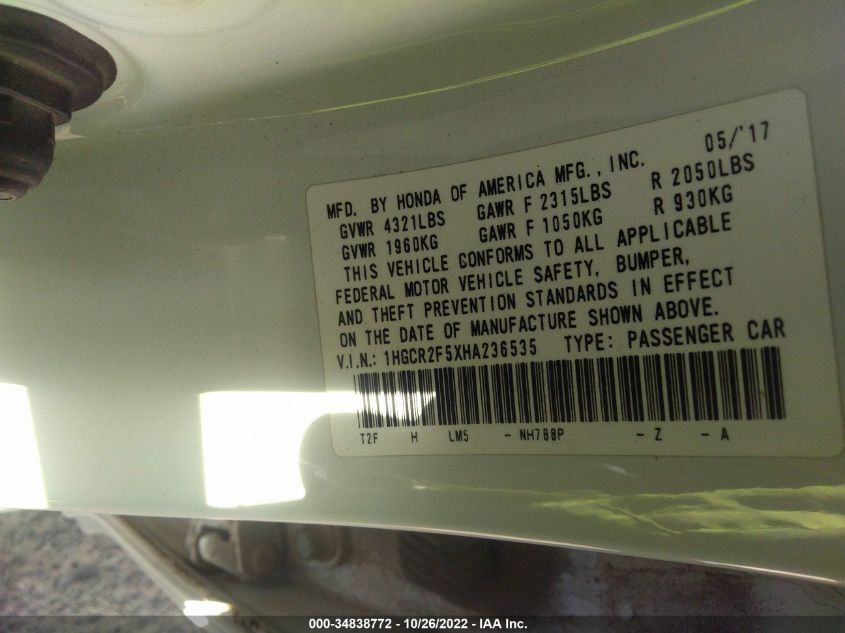 05/'17
MFD. BY HONDA OF AMERICA MFG., INC.
GVWR 4321LBS GAWR F 2315LBS R 2050LBS
GVWR 1960KG GAWR F 1050KG R 930KG
THIS VEHICLE CONFORMS TO ALL APPLICABLE
FEDERAL MOTOR VEHICLE SAFETY, BUMPER,
AND THEFT PREVENTION STANDARDS IN EFFECT
ON THE DATE OF MANUFACTURE SHOWN ABOVE.
V.I.N.: 1HGCR2F5XHA236535 TYPE: PASSENGER CAR
T2F H LM5 - NH788P - Z - A
000-34838772 - 10/26/2022 - IAA Inc.